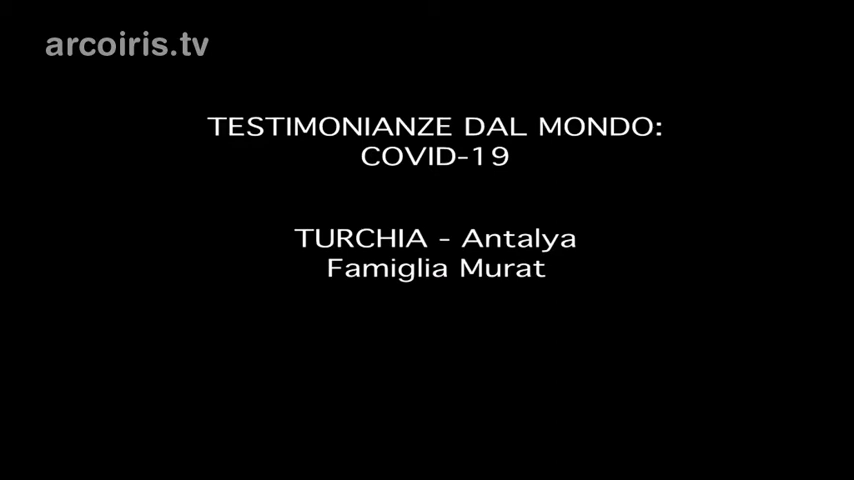 arcoiris.tv
TESTIMONIANZE DAL MONDO:
COVID-19
TURCHIA - Antalya
Famiglia Murat